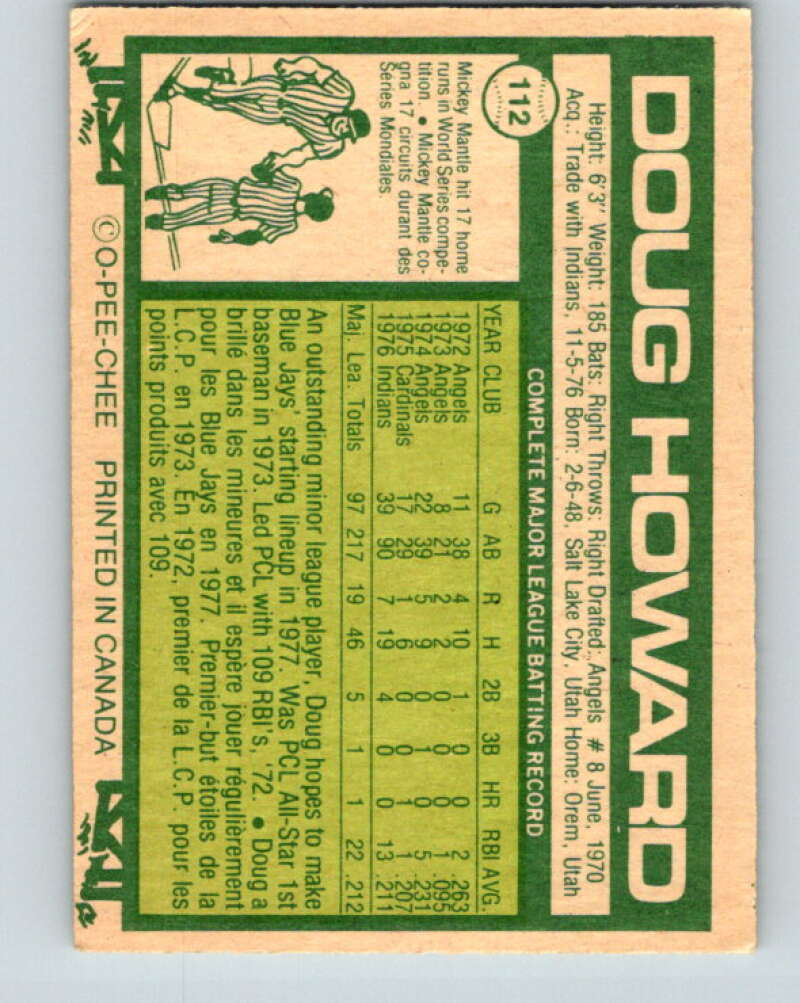 DOUG HOWARD
Height: 6'3" Weight: 185 Bats: Right Throws: Right Drafted: Angels # 8 June, 1970
Acq.: Trade with Indians, 11-5-76 Born: 2-6-48, Salt Lake City, Utah Home: Orem, Utah
112
Mickey Mantle hit 17 home
runs in World Series compe-
tition. • Mickey Mantle co-
gna 17 circuits durant des
Séries Mondiales.
COMPLETE MAJOR LEAGUE BATTING RECORD
YEAR CLUB G AB R H 2B 3B HR RBI AVG.
1972 Angels 11 38 4 10 1 0 0 2 .263
1973 Angels 8 21 2 2 0 0 0 1 .095
1974 Angels 22 39 5 9 0 1 0 5 .231
1975 Cardinals 17 29 1 6 0 0 1 1 .207
1976 Indians 39 90 7 19 4 0 0 13 .211
Maj. Lea. Totals 97 217 19 46 5 1 1 22 .212
An outstanding minor league player, Doug hopes to make
Blue Jays' starting lineup in 1977. Was PCL All-Star 1st
baseman in 1973. Led PCL with 109 RBI's, '72. • Doug a
brillé dans les mineures et il espère jouer régulièrement
pour les Blue Jays en 1977. Premier-but étoiles de la
L.C.P. en 1973. En 1972, premier de la L.C.P. pour les
points produits avec 109.
©O-PEE-CHEE PRINTED IN CANADA